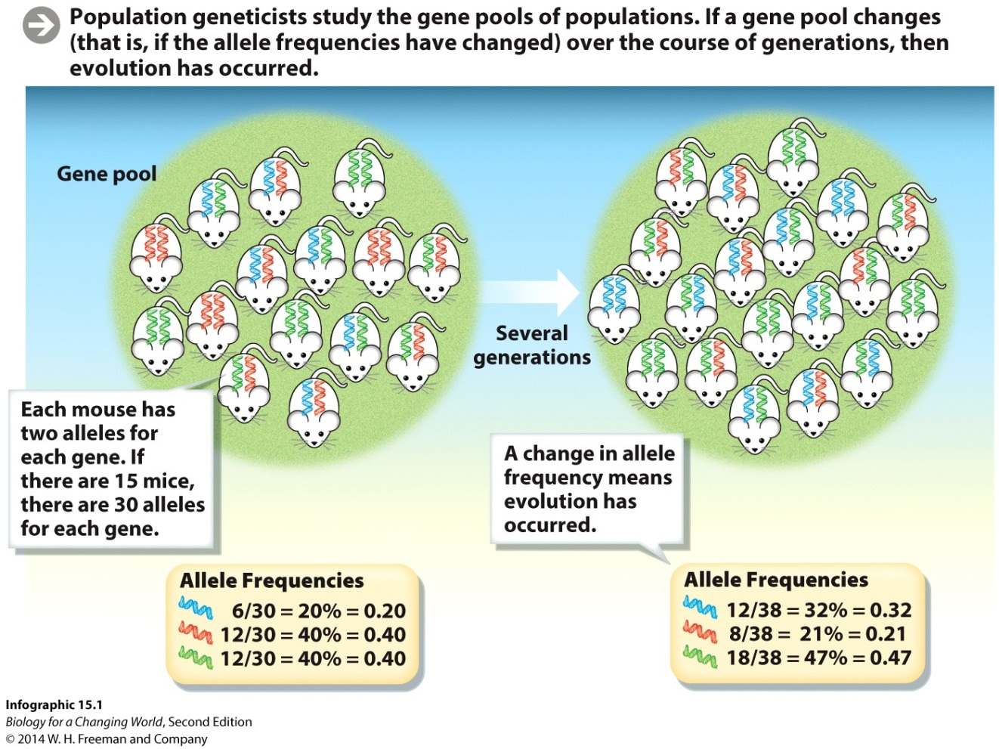 Population geneticists study the gene pools of populations. If a gene pool changes
(that is, if the allele frequencies have changed) over the course of generations, then
evolution has occurred.
Gene pool
Several
generations
Each mouse has
two alleles for
each gene. If
there are 15 mice,
there are 30 alleles
for each gene.
A change in allele
frequency means
evolution has
occurred.
Allele Frequencies
6/30 = 20% = 0.20
12/30 = 40% = 0.40
12/30 = 40% = 0.40
Allele Frequencies
12/38 = 32% = 0.32
8/38 = 21% = 0.21
18/38 = 47% = 0.47
Infographic 15.1
Biology for a Changing World, Second Edition
© 2014 W. H. Freeman and Company